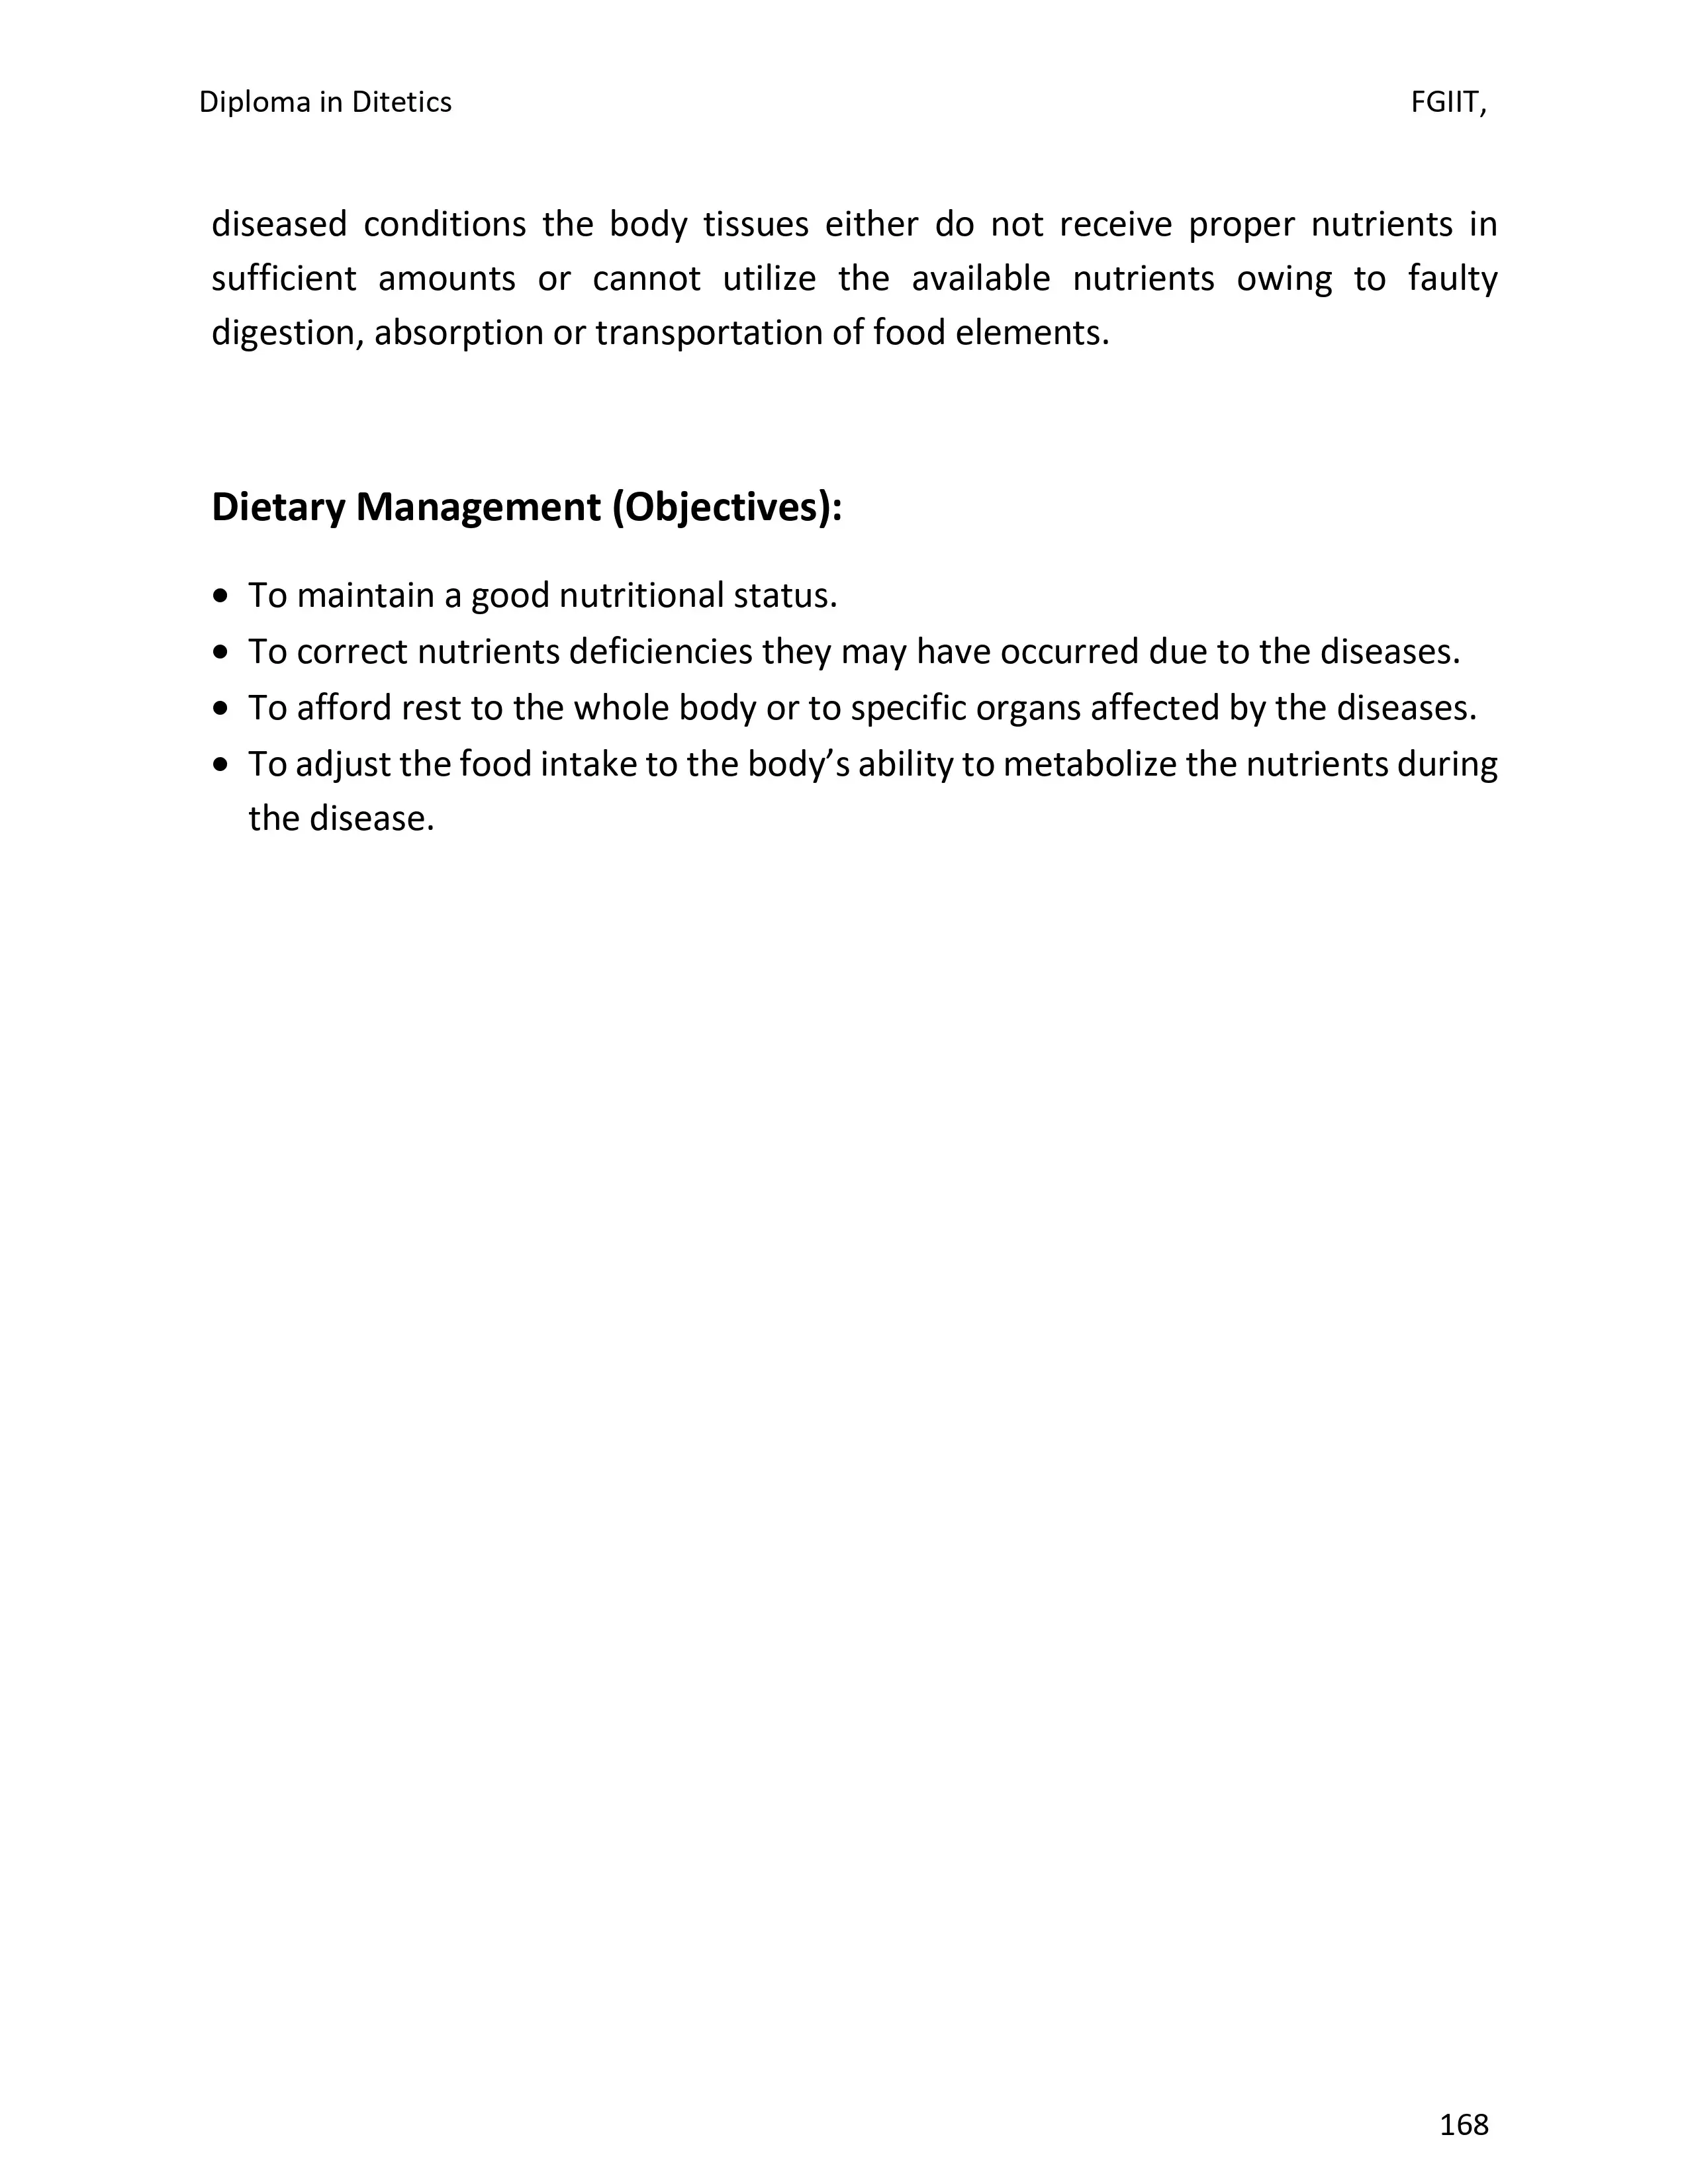 Diploma in Ditetics FGIIT,
diseased conditions the body tissues either do not receive proper nutrients in
sufficient amounts or cannot utilize the available nutrients owing to faulty
digestion, absorption or transportation of food elements.
Dietary Management (Objectives):
• To maintain a good nutritional status.
• To correct nutrients deficiencies they may have occurred due to the diseases.
• To afford rest to the whole body or to specific organs affected by the diseases.
• To adjust the food intake to the body’s ability to metabolize the nutrients during
the disease.
168